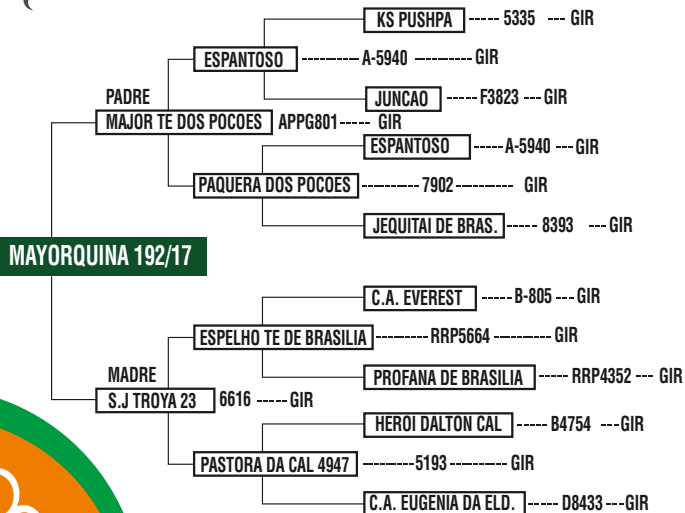 KS PUSHPA ----- 5335 --- GIR
ESPANTOSO ---------- A-5940 ---------- GIR
JUNCAO ----- F3823 --- GIR
PADRE
MAJOR TE DOS POCOES APPG801 ----- GIR
ESPANTOSO ----- A-5940 --- GIR
PAQUERA DOS POCOES ---------- 7902 ---------- GIR
JEQUITAI DE BRAS. ----- 8393 --- GIR
MAYORQUINA 192/17
C.A. EVEREST ----- B-805 --- GIR
ESPELHO TE DE BRASILIA ---------- RRP5664 ---------- GIR
PROFANA DE BRASILIA ----- RRP4352 --- GIR
MADRE
S.J TROYA 23 6616 ----- GIR
HEROI DALTON CAL ----- B4754 --- GIR
PASTORA DA CAL 4947 ---------- 5193 ---------- GIR
C.A. EUGENIA DA ELD. ----- D8433 --- GIR